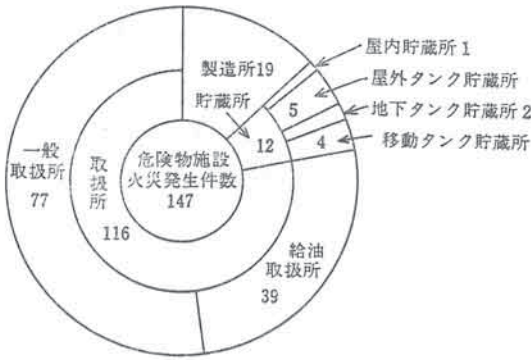 製造所19
貯蔵所
12
屋内貯蔵所1
屋外タンク貯蔵所
5
地下タンク貯蔵所2
移動タンク貯蔵所
4
危険物施設
火災発生件数
147
取扱所
116
一般
取扱所
77
給油
取扱所
39